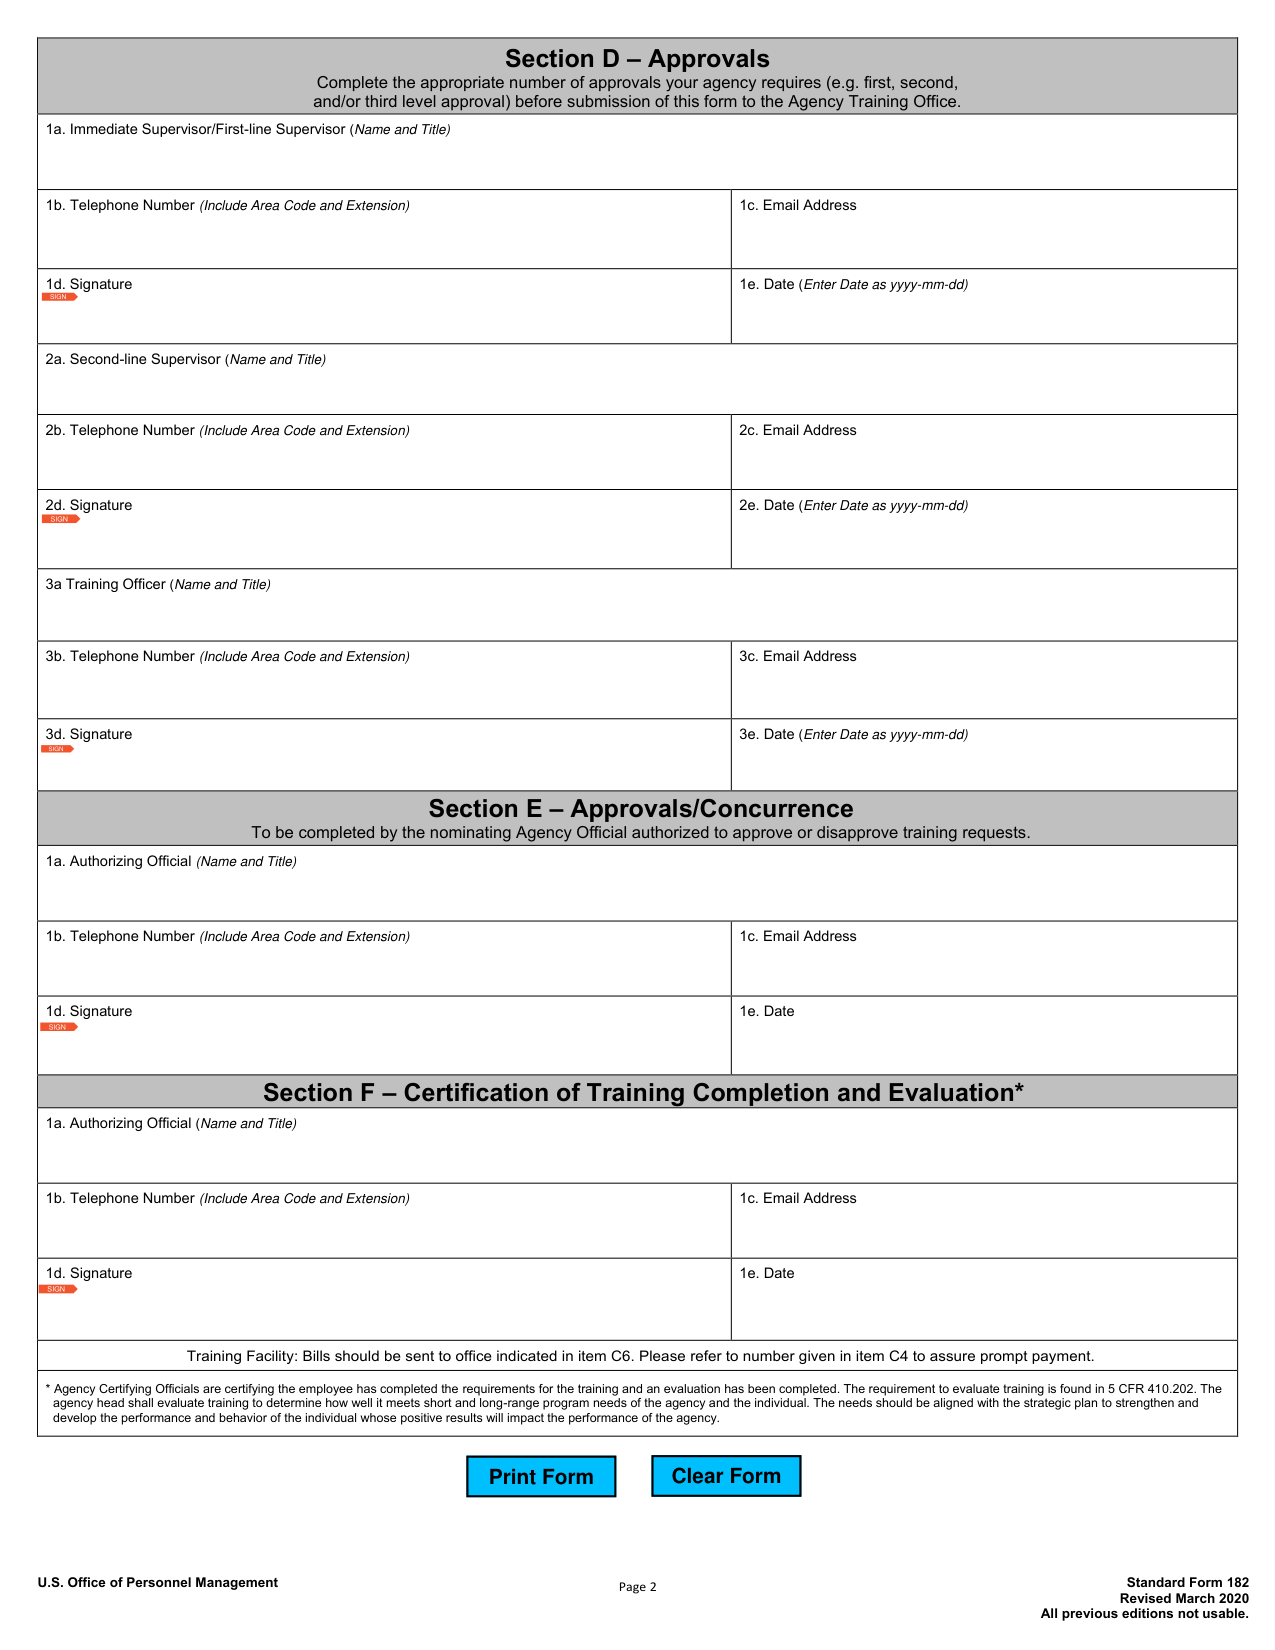 Section D – Approvals
Complete the appropriate number of approvals your agency requires (e.g. first, second,
and/or third level approval) before submission of this form to the Agency Training Office.
1a. Immediate Supervisor/First-line Supervisor (Name and Title)
1b. Telephone Number (Include Area Code and Extension)
1c. Email Address
1d. Signature
SIGN
1e. Date (Enter Date as yyyy-mm-dd)
2a. Second-line Supervisor (Name and Title)
2b. Telephone Number (Include Area Code and Extension)
2c. Email Address
2d. Signature
SIGN
2e. Date (Enter Date as yyyy-mm-dd)
3a Training Officer (Name and Title)
3b. Telephone Number (Include Area Code and Extension)
3c. Email Address
3d. Signature
SIGN
3e. Date (Enter Date as yyyy-mm-dd)
Section E – Approvals/Concurrence
To be completed by the nominating Agency Official authorized to approve or disapprove training requests.
1a. Authorizing Official (Name and Title)
1b. Telephone Number (Include Area Code and Extension)
1c. Email Address
1d. Signature
SIGN
1e. Date
Section F – Certification of Training Completion and Evaluation*
1a. Authorizing Official (Name and Title)
1b. Telephone Number (Include Area Code and Extension)
1c. Email Address
1d. Signature
SIGN
1e. Date
Training Facility: Bills should be sent to office indicated in item C6. Please refer to number given in item C4 to assure prompt payment.
* Agency Certifying Officials are certifying the employee has completed the requirements for the training and an evaluation has been completed. The requirement to evaluate training is found in 5 CFR 410.202. The
agency head shall evaluate training to determine how well it meets short and long-range program needs of the agency and the individual. The needs should be aligned with the strategic plan to strengthen and
develop the performance and behavior of the individual whose positive results will impact the performance of the agency.
Print Form
Clear Form
U.S. Office of Personnel Management
Page 2
Standard Form 182
Revised March 2020
All previous editions not usable.